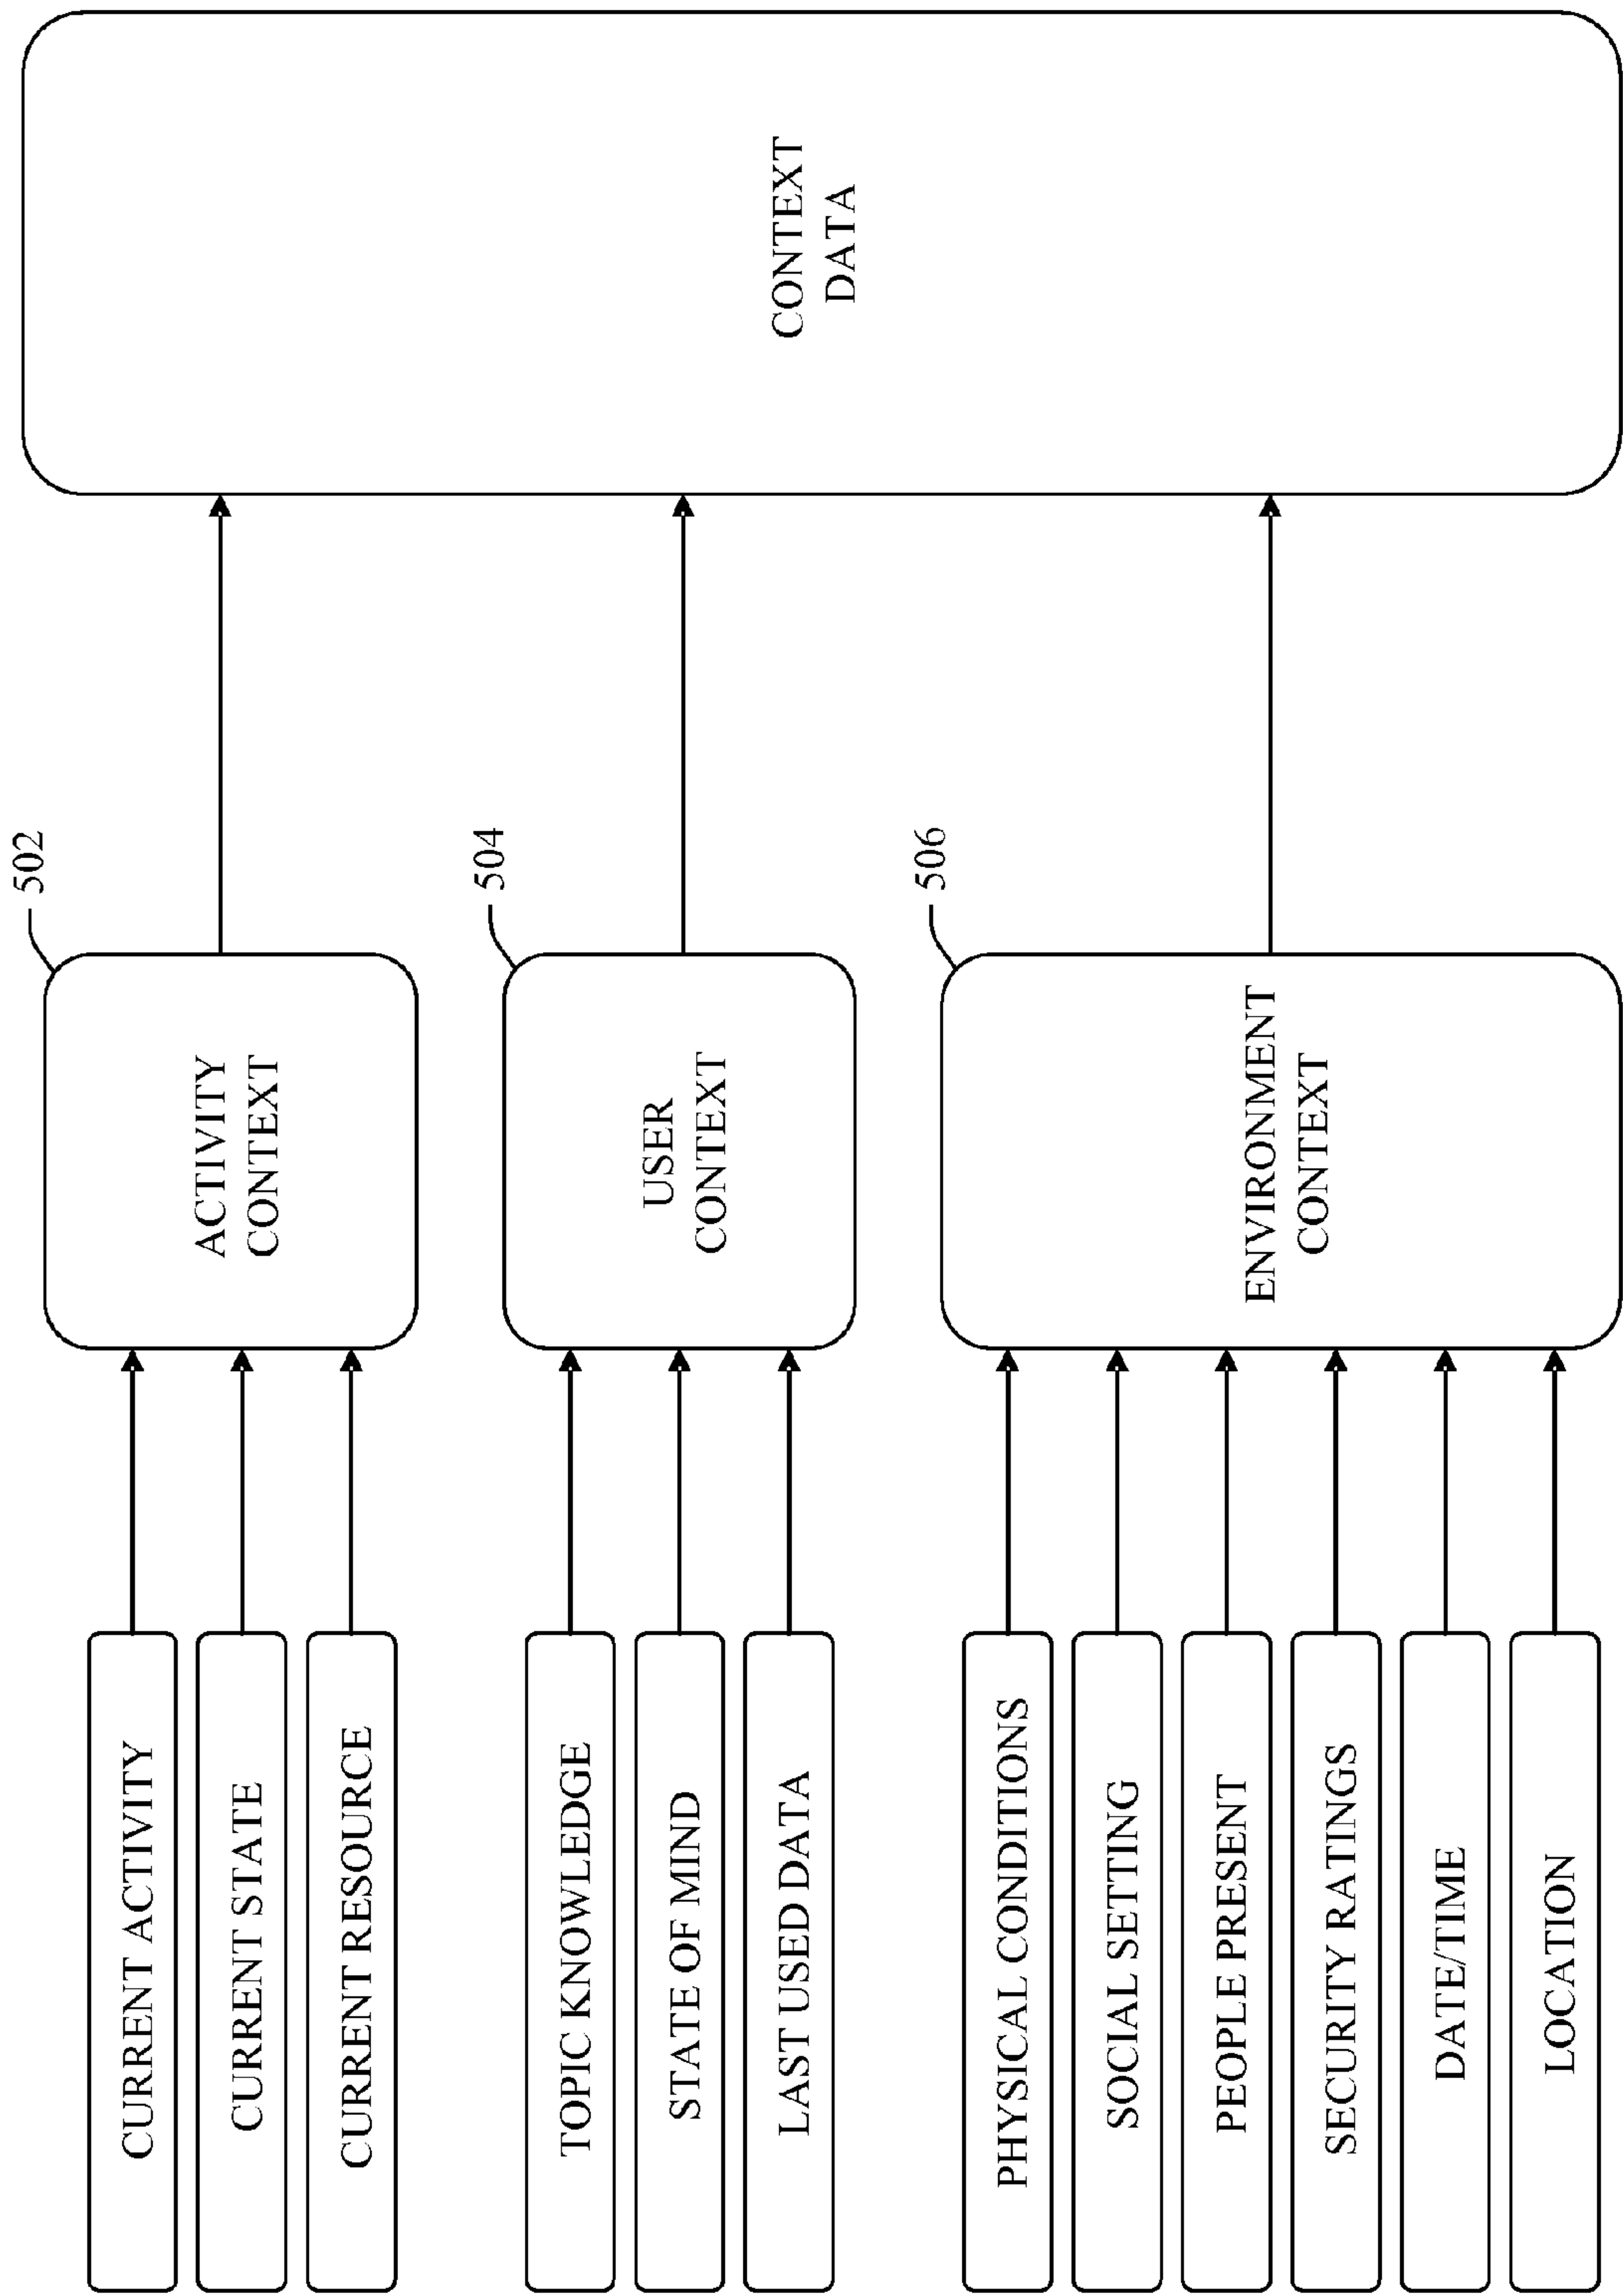 CURRENT ACTIVITY
CURRENT STATE
CURRENT RESOURCE
502
ACTIVITY
CONTEXT
TOPIC KNOWLEDGE
STATE OF MIND
LAST USED DATA
504
USER
CONTEXT
PHYSICAL CONDITIONS
SOCIAL SETTING
PEOPLE PRESENT
SECURITY RATINGS
DATE/TIME
LOCATION
506
ENVIRONMENT
CONTEXT
CONTEXT
DATA